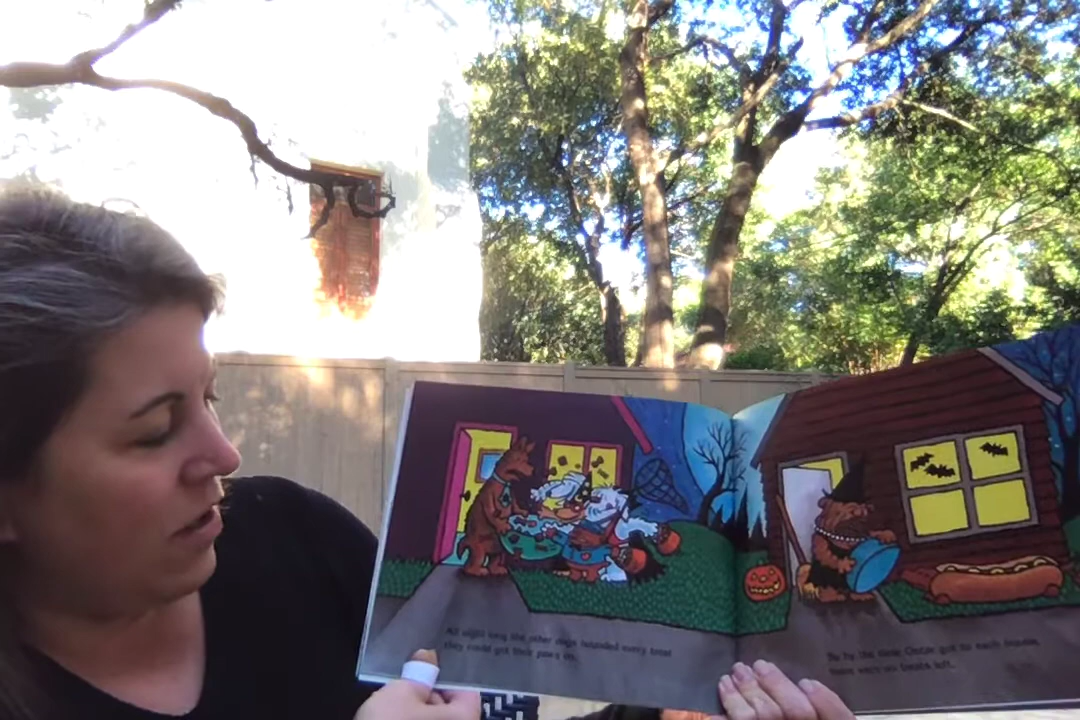 All night long the other dogs hounded every treat
they could get their paws on.
So by the time Oscar got to each house,
there were no treats left.